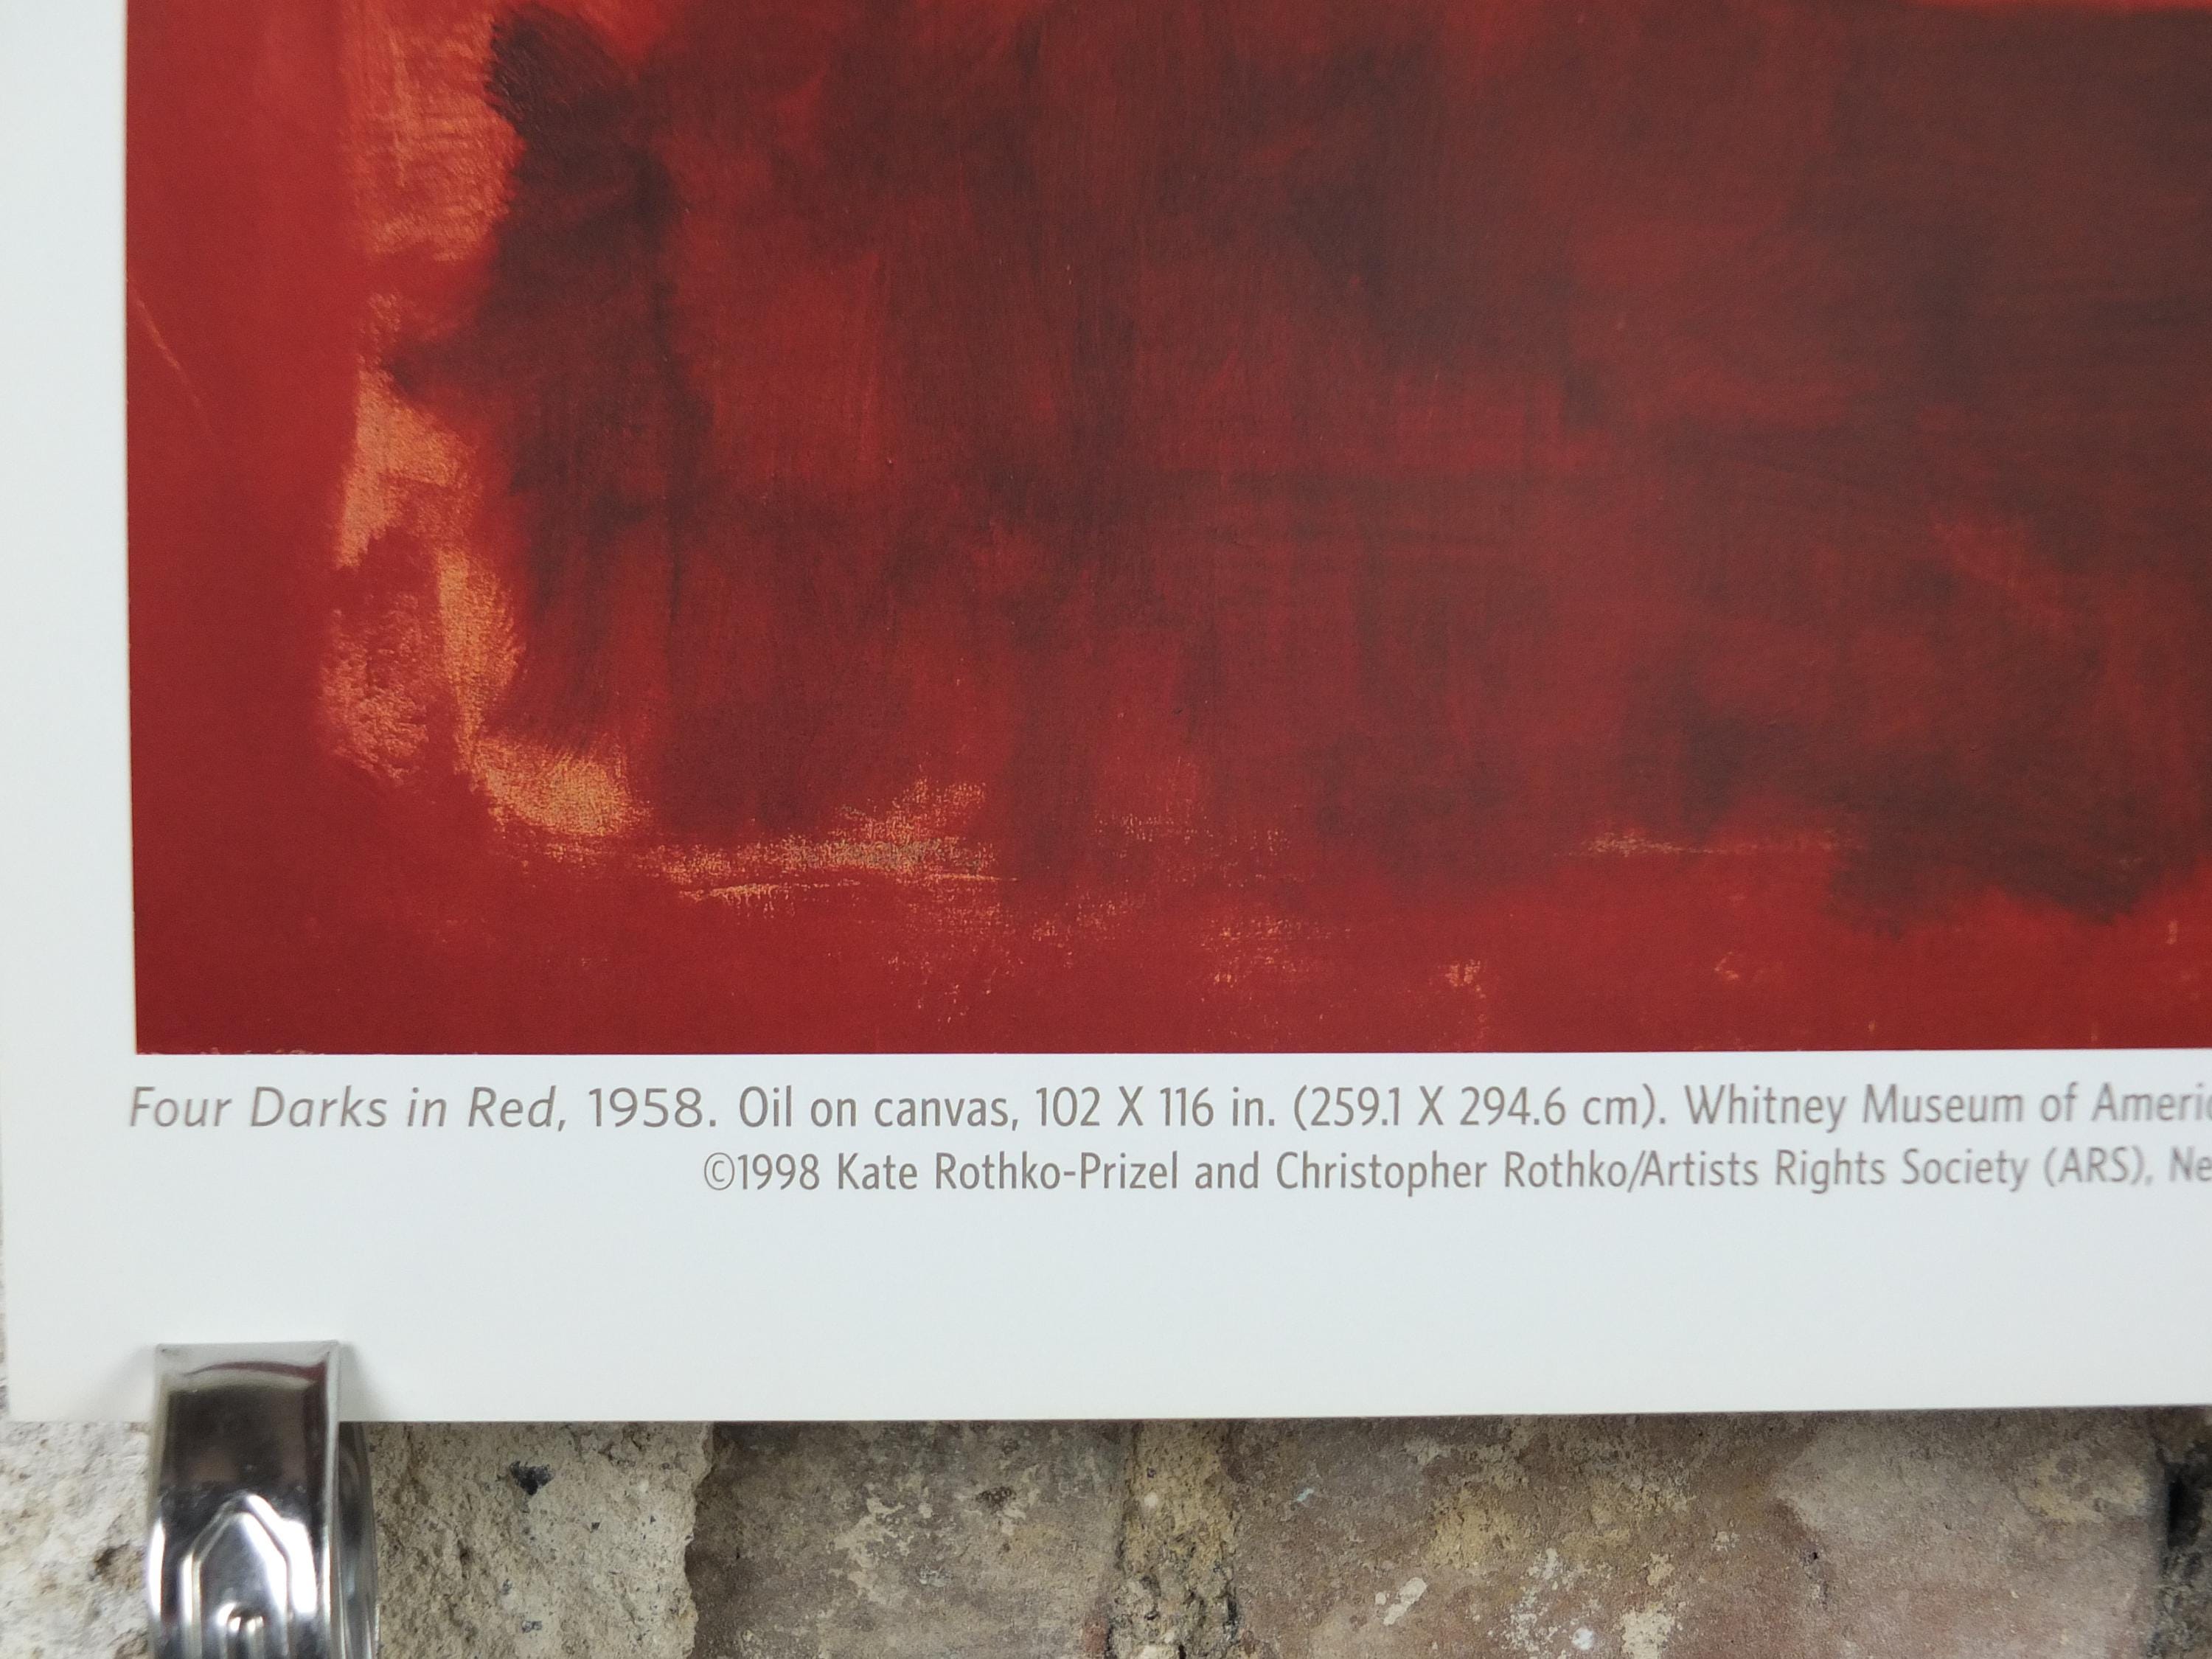 Four Darks in Red, 1958. Oil on canvas, 102 X 116 in. (259.1 X 294.6 cm). Whitney Museum of
©1998 Kate Rothko-Prizel and Christopher Rothko/Artists Rights Society (ARS),